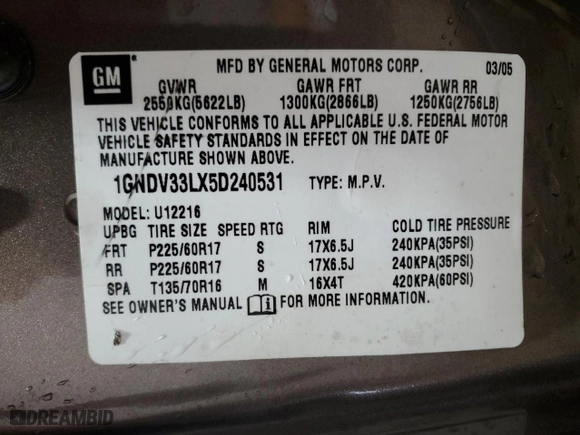 GM
MFD BY GENERAL MOTORS CORP. 03/05
GVWR GAWR FRT GAWR RR
2550KG(5622LB) 1300KG(2866LB) 1250KG(2756LB)
THIS VEHICLE CONFORMS TO ALL APPLICABLE U.S. FEDERAL MOTOR
VEHICLE SAFETY STANDARDS IN EFFECT ON THE DATE OF
MANUFACTURE SHOWN ABOVE.
1GNDV33LX5D240531 TYPE: M.P.V.
MODEL: U12216
UPBG TIRE SIZE SPEED RTG RIM COLD TIRE PRESSURE
FRT P225/60R17 S 17X6.5J 240KPA(35PSI)
RR P225/60R17 S 17X6.5J 240KPA(35PSI)
SPA T135/70R16 M 16X4T 420KPA(60PSI)
SEE OWNER'S MANUAL FOR MORE INFORMATION.
DREAMBID